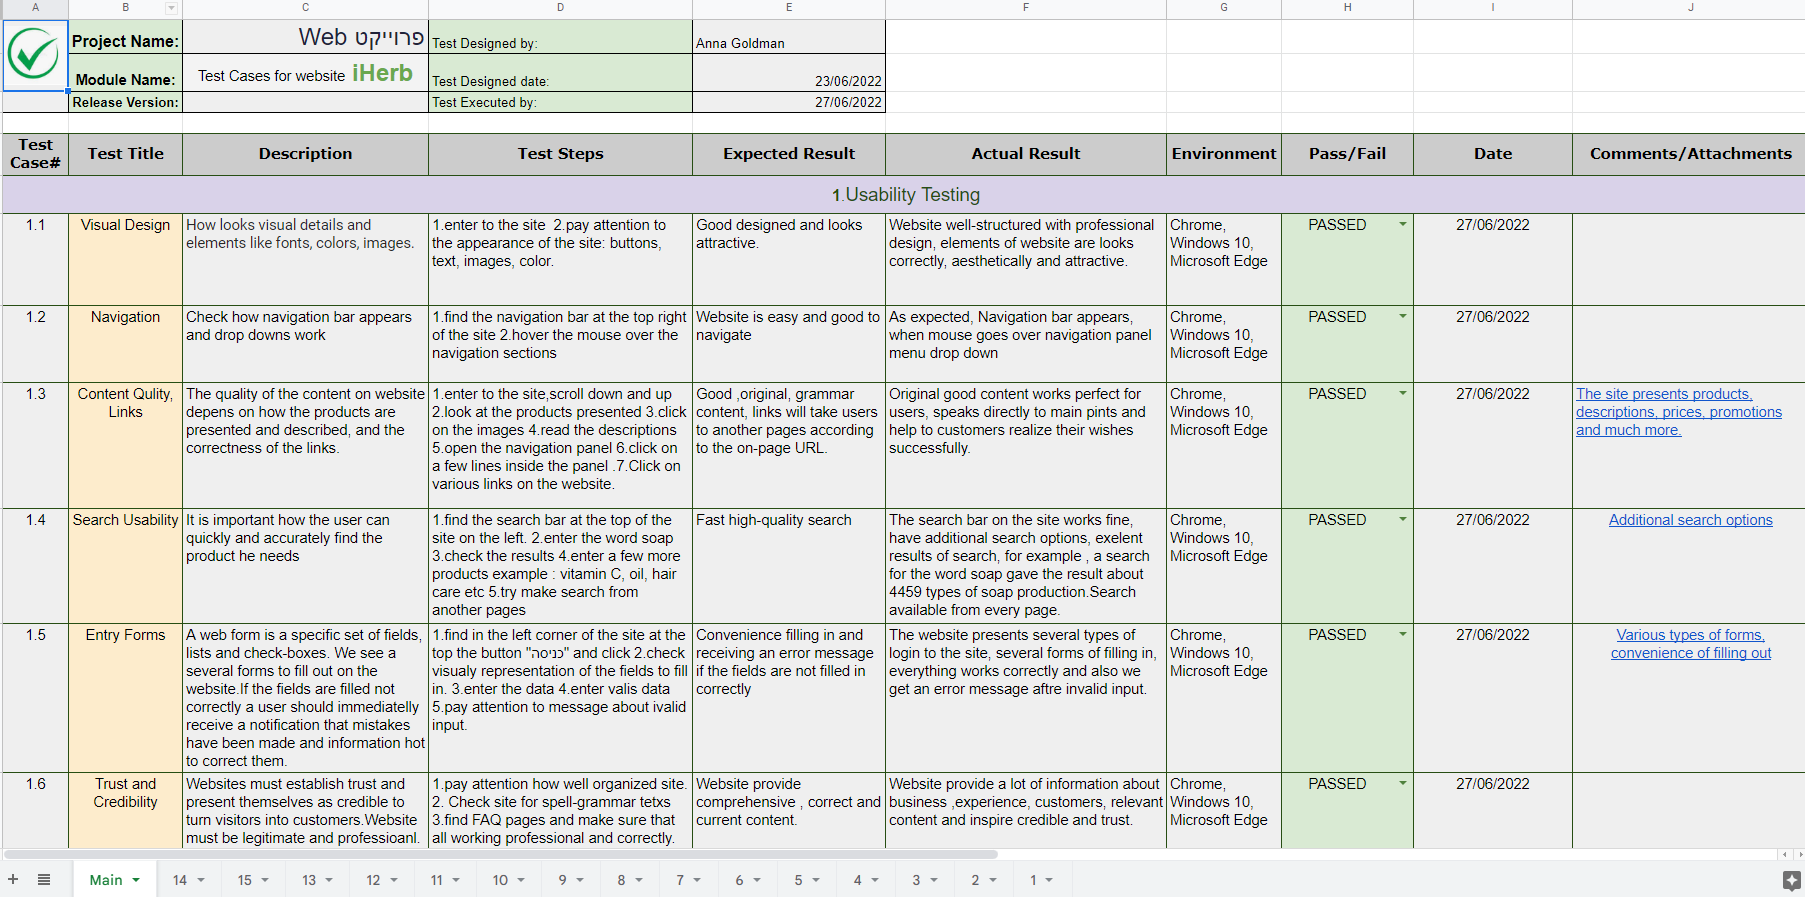 A B C D E F G H I J
Project Name: פרוייקט Web Test Designed by: Anna Goldman
Module Name: Test Cases for website iHerb Test Designed date: 23/06/2022
Release Version: Test Executed by: 27/06/2022
Test Case# Test Title Description Test Steps Expected Result Actual Result Environment Pass/Fail Date Comments/Attachments
1.Usability Testing
1.1
Visual Design
How looks visual details and
elements like fonts, colors, images.
1.enter to the site 2.pay attention to
the appearance of the site: buttons,
text, images, color.
Good designed and looks
attractive.
Website well-structured with professional
design, elements of website are looks
correctly, aesthetically and attractive.
Chrome,
Windows 10,
Microsoft Edge
PASSED
27/06/2022
1.2
Navigation
Check how navigation bar appears
and drop downs work
1.find the navigation bar at the top right
of the site 2.hover the mouse over the
navigation sections
Website is easy and good to
navigate
As expected, Navigation bar appears,
when mouse goes over navigation panel
menu drop down
Chrome,
Windows 10,
Microsoft Edge
PASSED
27/06/2022
1.3
Content Qulity,
Links
The quality of the content on website
depens on how the products are
presented and described, and the
correctness of the links.
1.enter to the site,scroll down and up
2.look at the products presented 3.click
on the images 4.read the descriptions
5.open the navigation panel 6.click on
a few lines inside the panel .7.Click on
various links on the website.
Good ,original, grammar
content, links will take users
to another pages according
to the on-page URL.
Original good content works perfect for
users, speaks directly to main pints and
help to customers realize their wishes
successfully.
Chrome,
Windows 10,
Microsoft Edge
PASSED
27/06/2022
The site presents products,
descriptions, prices, promotions
and much more.
1.4
Search Usability
It is important how the user can
quickly and accurately find the
product he needs
1.find the search bar at the top of the
site on the left. 2.enter the word soap
3.check the results 4.enter a few more
products example : vitamin C, oil, hair
care etc 5.try make search from
another pages
Fast high-quality search
The search bar on the site works fine,
have additional search options, exelent
results of search, for example , a search
for the word soap gave the result about
4459 types of soap production.Search
available from every page.
Chrome,
Windows 10,
Microsoft Edge
PASSED
27/06/2022
Additional search options
1.5
Entry Forms
A web form is a specific set of fields,
lists and check-boxes. We see a
several forms to fill out on the
website.If the fields are filled not
correctly a user should immediatelly
receive a notification that mistakes
have been made and information hot
to correct them.
1.find in the left corner of the site at the
top the button "כניסה" and click 2.check
visualy representation of the fields to fill
in. 3.enter the data 4.enter valis data
5.pay attention to message about ivalid
input.
Convenience filling in and
receiving an error message
if the fields are not filled in
correctly
The website presents several types of
login to the site, several forms of filling in,
everything works correctly and also we
get an error message aftre invalid input.
Chrome,
Windows 10,
Microsoft Edge
PASSED
27/06/2022
Various types of forms,
convenience of filling out
1.6
Trust and
Credibility
Websites must establish trust and
present themselves as credible to
turn visitors into customers.Website
must be legitimate and professioanl.
1.pay attention how well organized site.
2. Check site for spell-grammar tetxs
3.find FAQ pages and make sure that
all working professional and correctly.
Website provide
comprehensive , correct and
current content.
Website provide a lot of information about
business ,experience, customers, relevant
content and inspire credible and trust.
Chrome,
Windows 10,
Microsoft Edge
PASSED
27/06/2022
Main 14 15 13 12 11 10 9 8 7 6 5 4 3 2 1